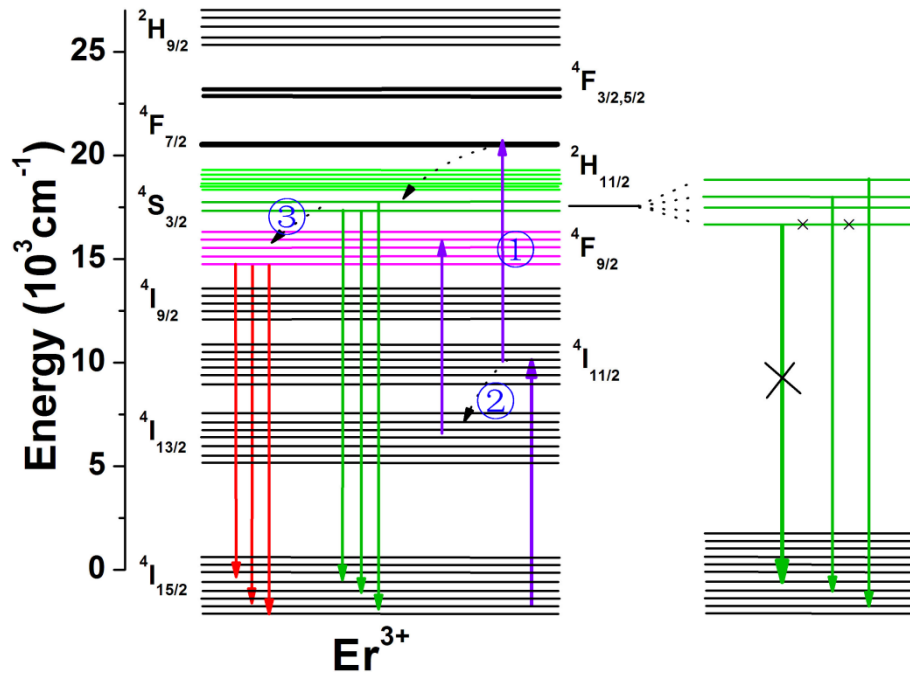 Energy (10³cm⁻¹)
25
20
15
10
5
0
²H₉/₂
⁴F₃/₂,₅/₂
⁴F₇/₂
²H₁₁/₂
⁴S₃/₂
⁴F₉/₂
⁴I₉/₂
⁴I₁₁/₂
⁴I₁₃/₂
⁴I₁₅/₂
③
①
②
Er³⁺